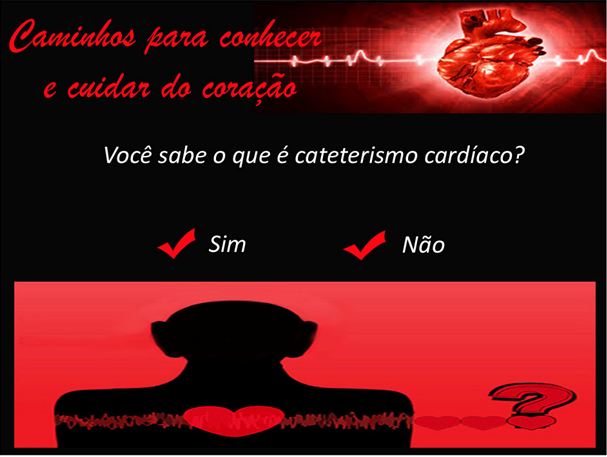 Caminhos para conhecer
e cuidar do coração
Você sabe o que é cateterismo cardíaco?
Sim
Não
?